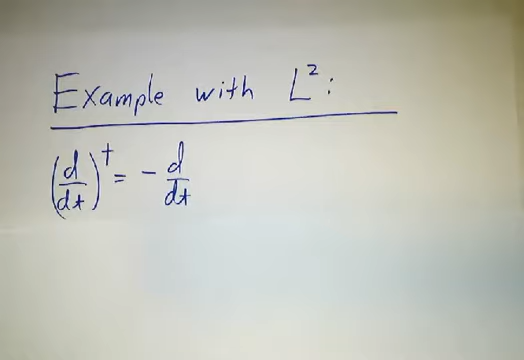 Example with L²:
(d/dt)† = - d/dt